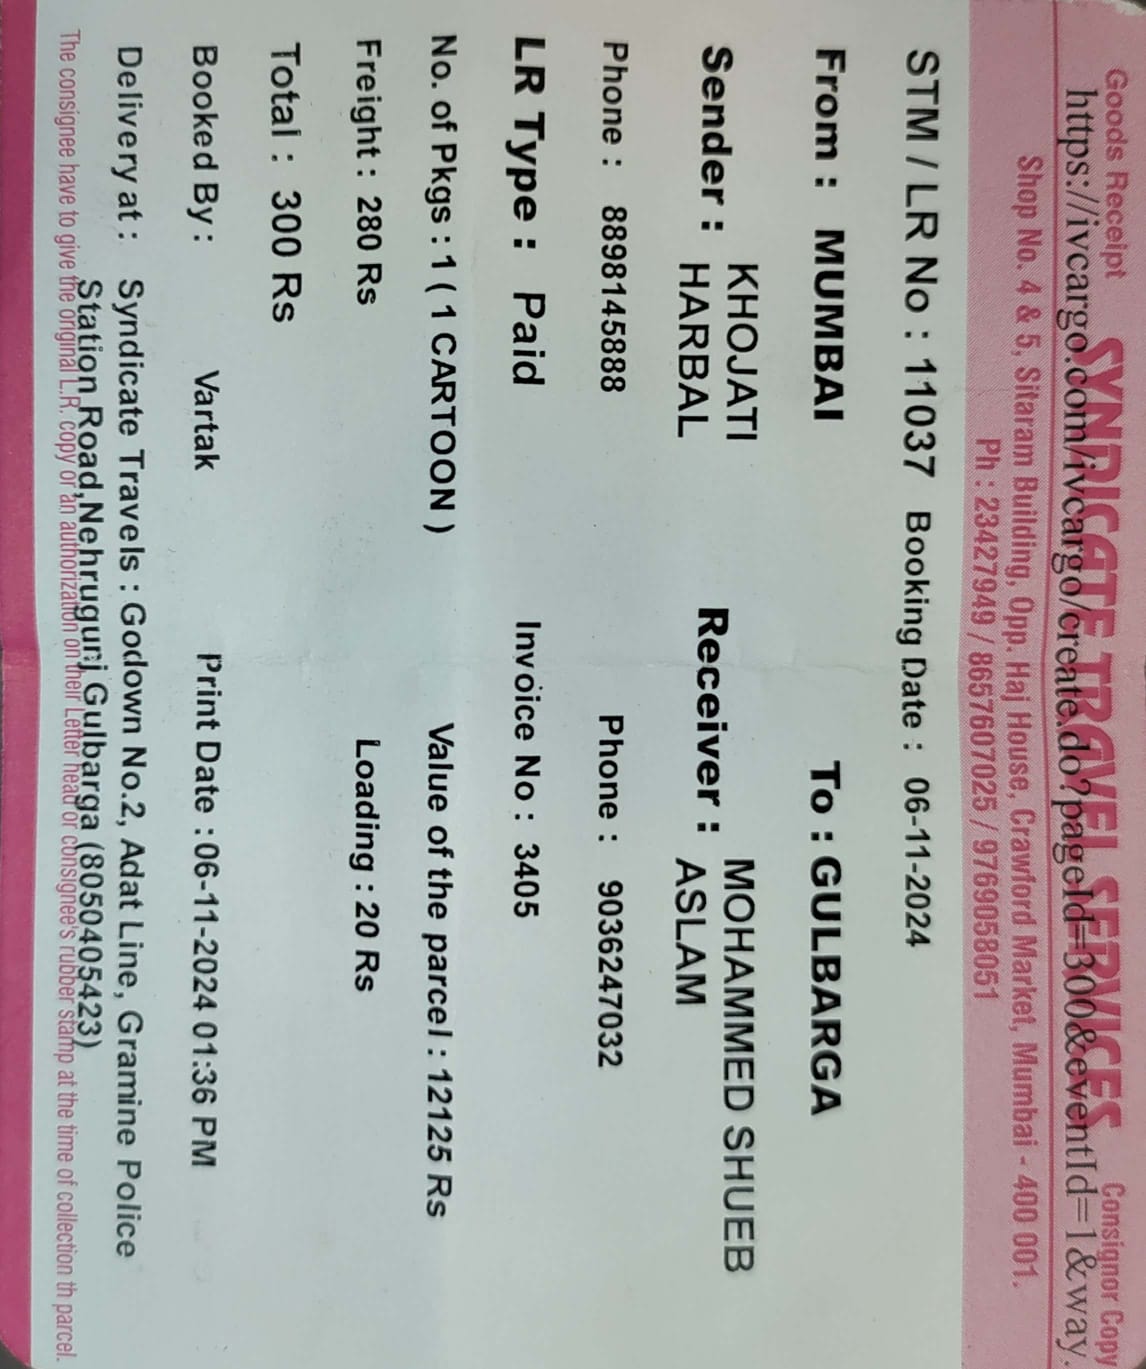 Goods Receipt SYNDICATE TRAVEL SERVICES Consignor Copy
https://ivcargo.com/ivcargo/create.do?pageId=300&eventId=1&way
Shop No. 4 & 5, Sitaram Building, Opp. Haj House, Crawford Market, Mumbai - 400 001.
Ph : 23427949 / 8657607025 / 9769058051
STM / LR No : 11037 Booking Date : 06-11-2024
From : MUMBAI To : GULBARGA
Sender : KHOJATI HARBAL Receiver : MOHAMMED SHUEB ASLAM
Phone : 8898145888 Phone : 9036247032
LR Type : Paid Invoice No : 3405
No. of Pkgs : 1 ( 1 CARTOON ) Value of the parcel : 12125 Rs
Freight : 280 Rs Loading : 20 Rs
Total : 300 Rs
Booked By : Vartak Print Date : 06-11-2024 01:36 PM
Delivery at : Syndicate Travels : Godown No.2, Adat Line, Gramine Police
Station Road,Nehrugunj Gulbarga (8050405423)
The consignee have to give the original L.R. copy or an authorization on their Letter head or consignee's rubber stamp at the time of collection th parcel.